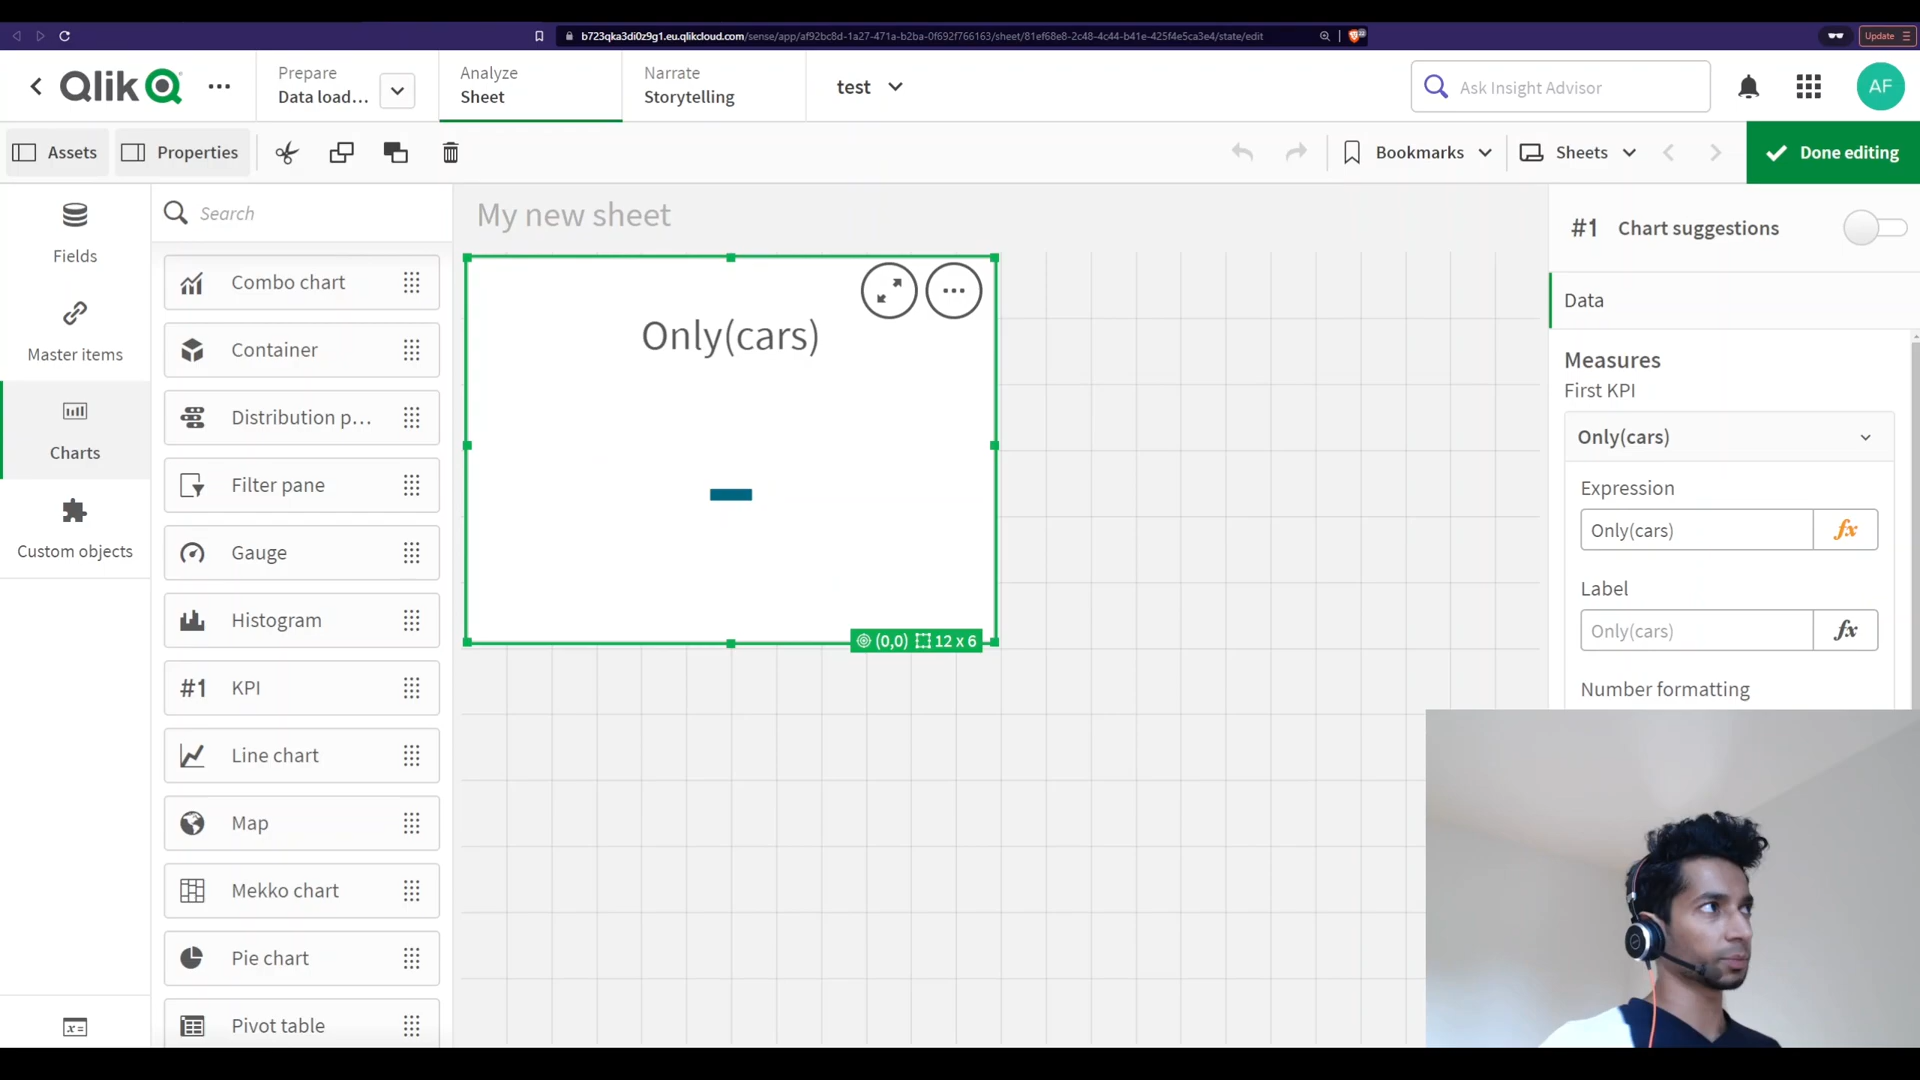 b723qka3di0z9g1.eu.qlikcloud.com/sense/app/af92bc8d-1a27-471a-b2ba-0f692f766163/sheet/81ef68e8-2c48-4c44-b41e-425f4e5ca3e4/state/edit
Update
Qlik
Prepare
Data load...
Analyze
Sheet
Narrate
Storytelling
test
Ask Insight Advisor
AF
Assets
Properties
Bookmarks
Sheets
Done editing
Fields
Master items
Charts
Custom objects
Search
Combo chart
Container
Distribution p...
Filter pane
Gauge
Histogram
#1 KPI
Line chart
Map
Mekko chart
Pie chart
Pivot table
My new sheet
Only(cars)
-
(0,0) 12 x 6
#1 Chart suggestions
Data
Measures
First KPI
Only(cars)
Expression
Only(cars) fx
Label
Only(cars) fx
Number formatting